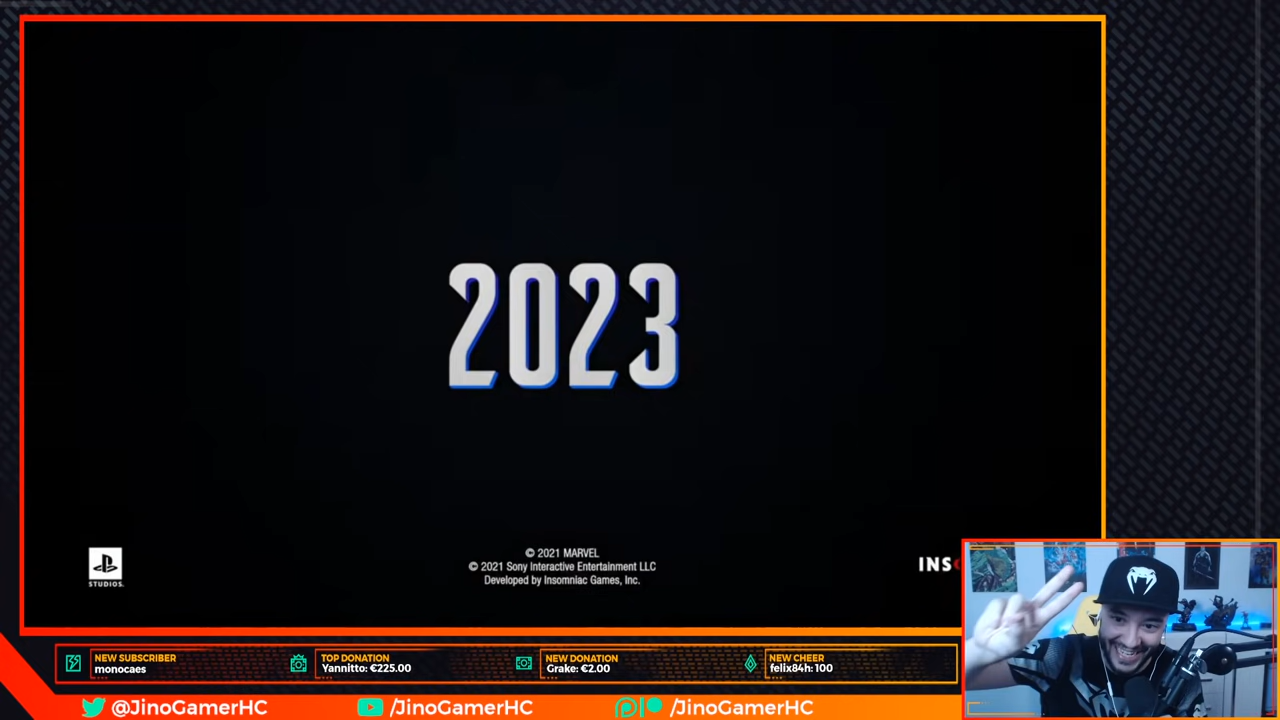 2023
STUDIOS.
© 2021 MARVEL
© 2021 Sony Interactive Entertainment LLC
Developed by Insomniac Games, Inc.
INS
NEW SUBSCRIBER
monocaes
TOP DONATION
Yannitto: €225.00
NEW DONATION
Grake: €2.00
NEW CHEER
felix84h: 100
@JinoGamerHC
/JinoGamerHC
/JinoGamerHC